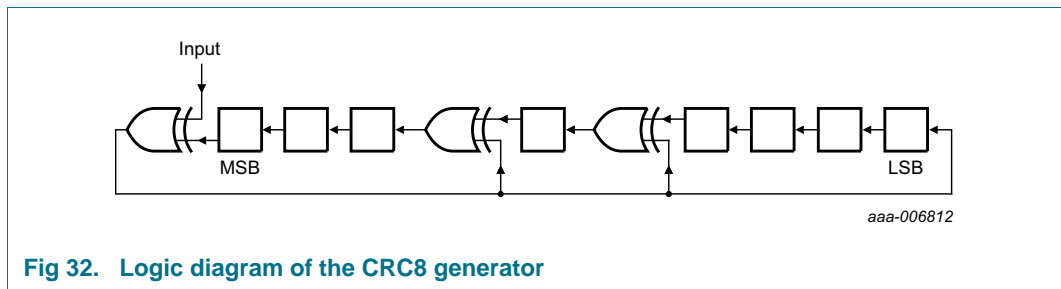 Input
MSB
LSB
aaa-006812
Fig 32. Logic diagram of the CRC8 generator